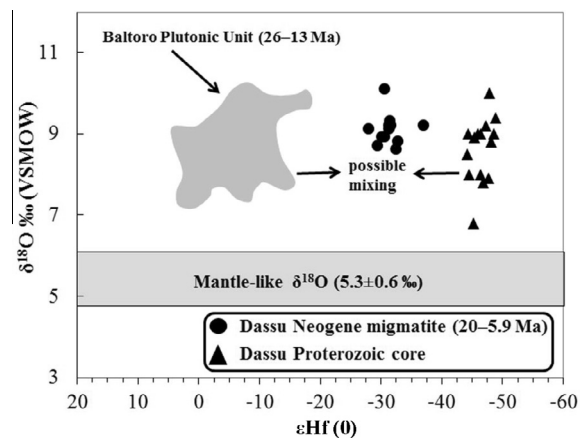 Baltoro Plutonic Unit (26–13 Ma)
δ¹⁸O ‰ (VSMOW)
11
9
7
5
3
possible
mixing
Mantle-like δ¹⁸O (5.3±0.6 ‰)
Dassu Neogene migmatite (20–5.9 Ma)
Dassu Proterozoic core
20 10 0 -10 -20 -30 -40 -50 -60
εHf (0)